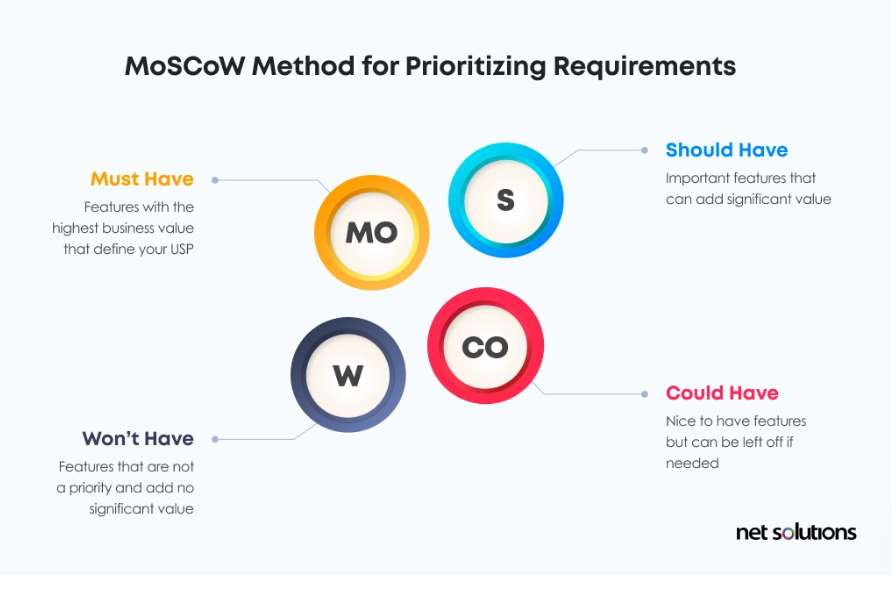 MoSCoW Method for Prioritizing Requirements
Must Have
Features with the
highest business value
that define your USP
MO
S
Should Have
Important features that
can add significant value
W
CO
Won’t Have
Features that are not
a priority and add no
significant value
Could Have
Nice to have features
but can be left off if
needed
net solutions